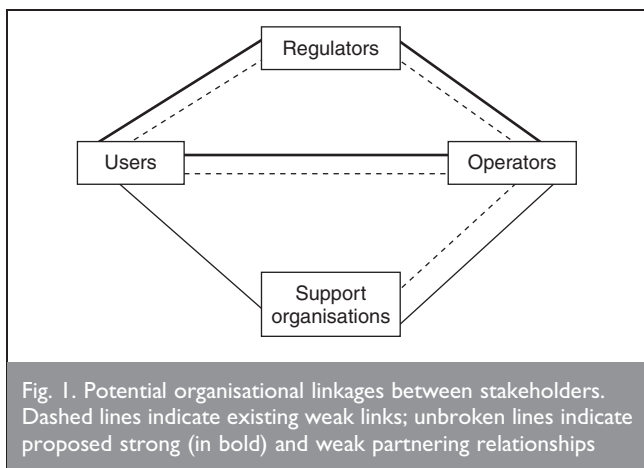 Regulators
Users
Operators
Support
organisations
Fig. 1. Potential organisational linkages between stakeholders.
Dashed lines indicate existing weak links; unbroken lines indicate
proposed strong (in bold) and weak partnering relationships